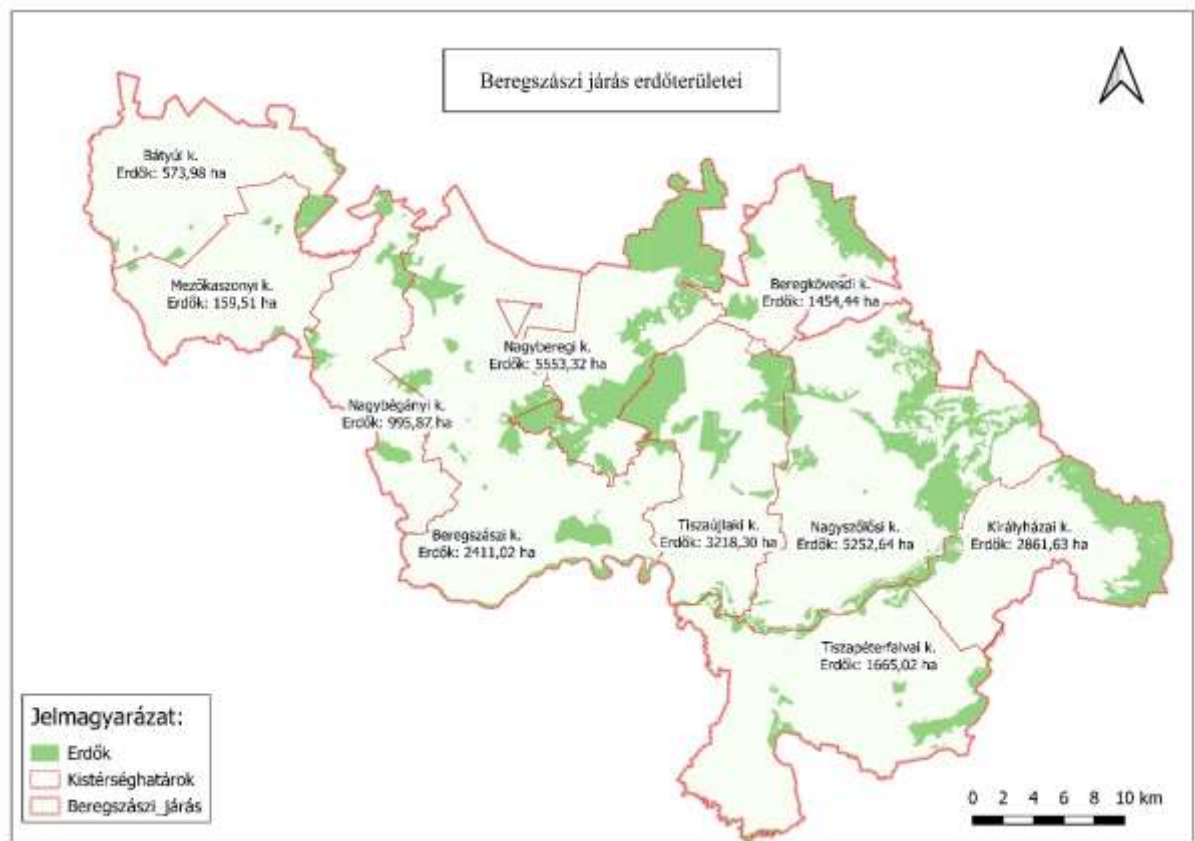 Beregszászi járás erdőterületei
Bátyúi k.
Erdők: 573,98 ha
Mezőkaszonyi k.
Erdők: 159,51 ha
Beregkövesdi k.
Erdők: 1454,44 ha
Nagyberegi k.
Erdők: 5553,32 ha
Nagybégányi k.
Erdők: 995,87 ha
Beregszászi k.
Erdők: 2411,02 ha
Tiszaújlaki k.
Erdők: 3218,30 ha
Nagyszőlősi k.
Erdők: 5252,64 ha
Királyházai k.
Erdők: 2861,63 ha
Tiszapéterfalvai k.
Erdők: 1665,02 ha
Jelmagyarázat:
Erdők
Kistérséghatárok
Beregszászi_járás
0 2 4 6 8 10 km